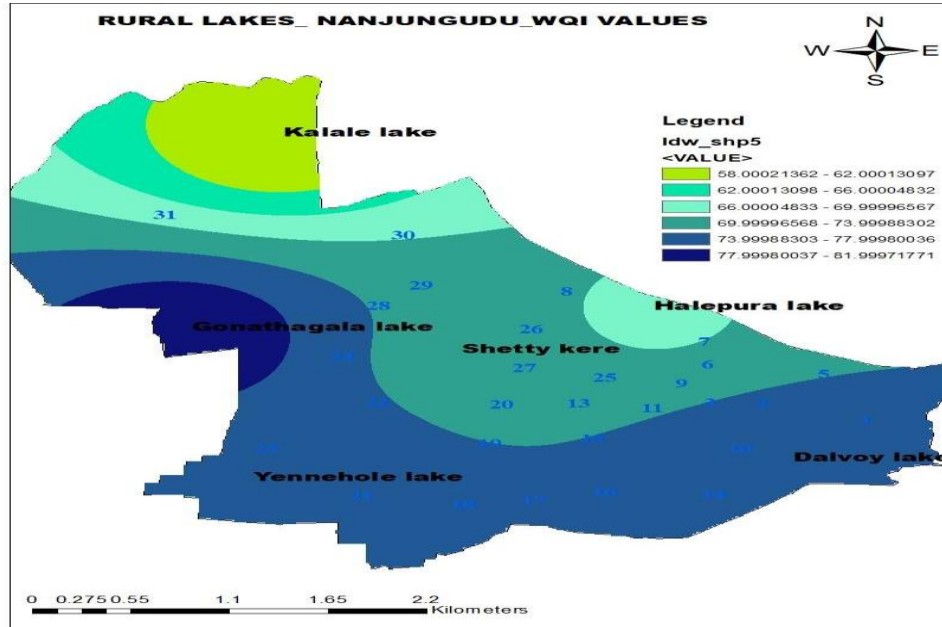 RURAL LAKES_ NANJUNGUDU_WQI VALUES
N
W E
S
Kalale lake
Legend
Idw_shp5
<VALUE>
58.00021362 - 62.00013097
62.00013098 - 66.00004832
66.00004833 - 69.99996567
69.99996568 - 73.99988302
73.99988303 - 77.99980036
77.99980037 - 81.99971771
31
30
29
8
28
Halepura lake
Gonathagala lake
26
7
Shetty kere
27
6
25
9
5
20
13
11
Dalvoy lake
Yennehole lake
0 0.275 0.55 1.1 1.65 2.2
Kilometers